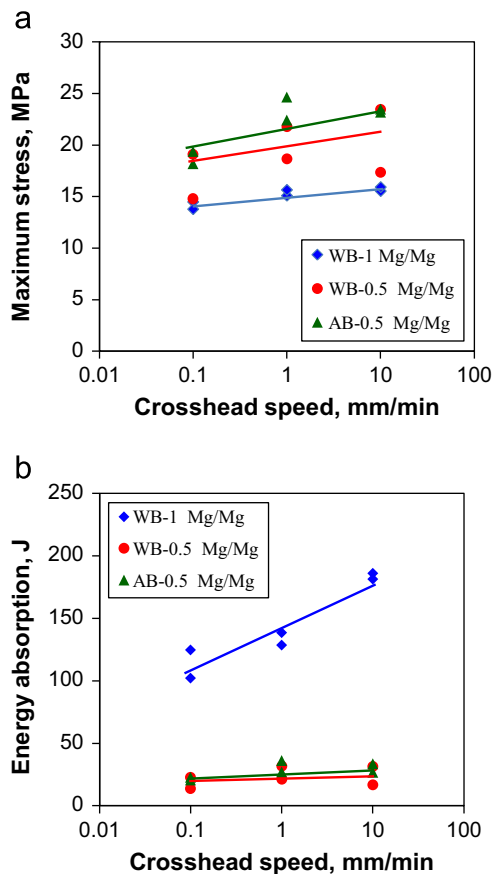 a
30
25
20
15
10
5
0
Maximum stress, MPa
WB-1 Mg/Mg
WB-0.5 Mg/Mg
AB-0.5 Mg/Mg
0.01 0.1 1 10 100
Crosshead speed, mm/min
b
250
200
150
100
50
0
Energy absorption, J
WB-1 Mg/Mg
WB-0.5 Mg/Mg
AB-0.5 Mg/Mg
0.01 0.1 1 10 100
Crosshead speed, mm/min